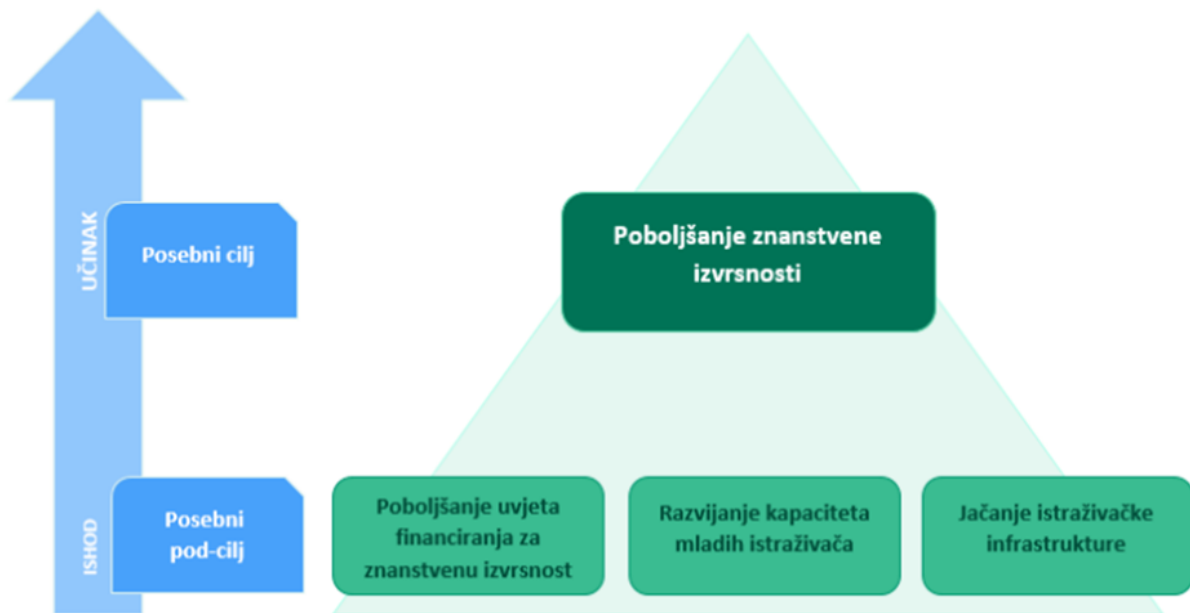 UČINAK
Posebni cilj
Poboljšanje znanstvene
izvrsnosti
ISHOD
Posebni
pod-cilj
Poboljšanje uvjeta
financiranja za
znanstvenu izvrsnost
Razvijanje kapaciteta
mladih istraživača
Jačanje istraživačke
infrastrukture